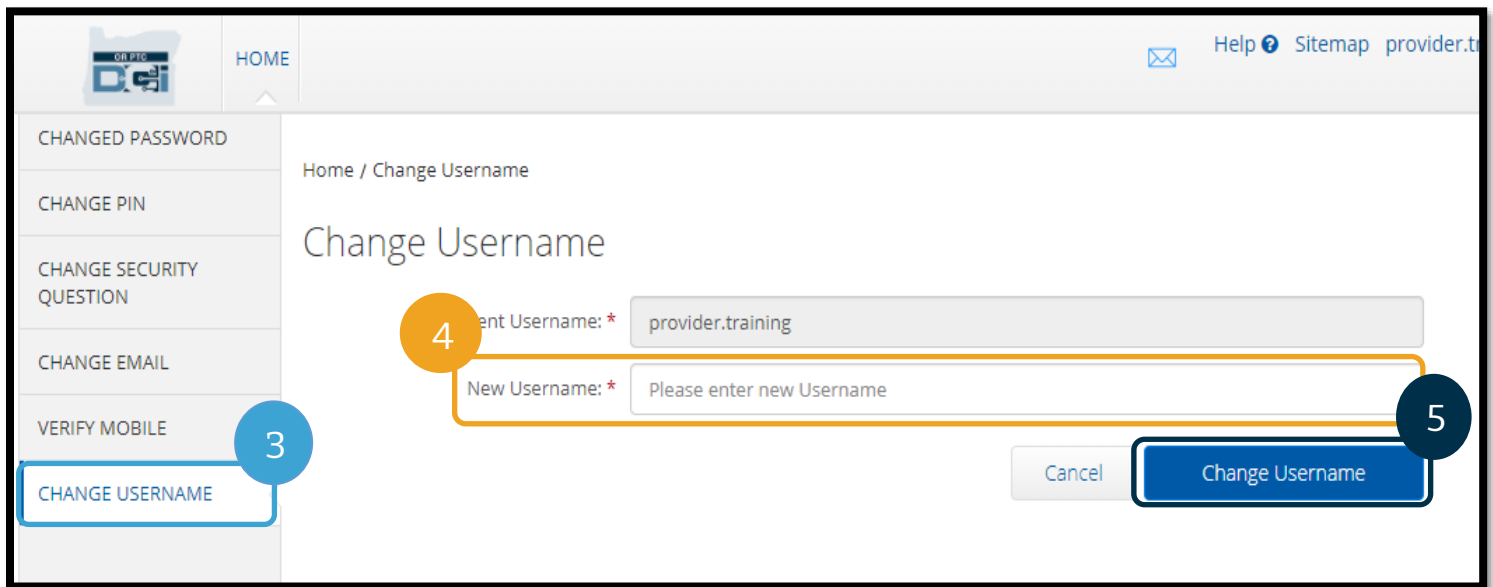 OR PTC
DCi
HOME
Help ? Sitemap provider.tr
CHANGED PASSWORD
CHANGE PIN
CHANGE SECURITY
QUESTION
CHANGE EMAIL
VERIFY MOBILE
3
CHANGE USERNAME
Home / Change Username
Change Username
4
ent Username: * provider.training
New Username: * Please enter new Username
5
Cancel Change Username